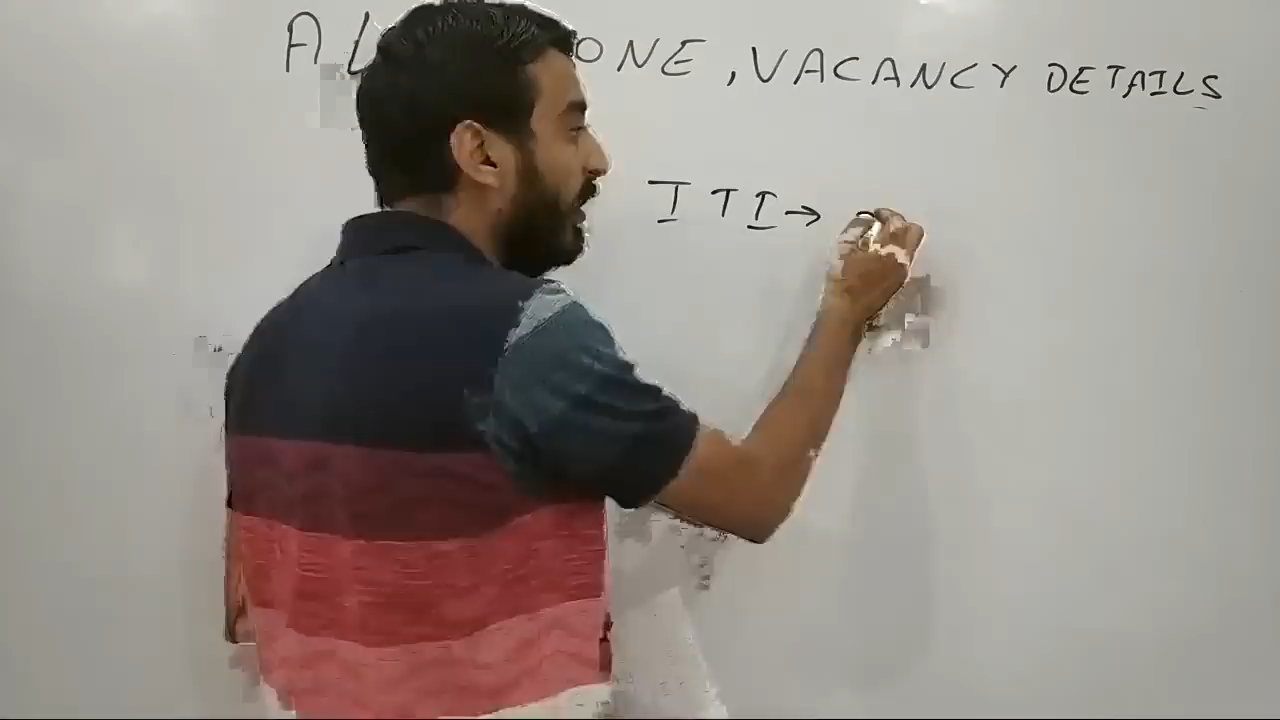 ONE, VACANCY DETAILS
ITI →